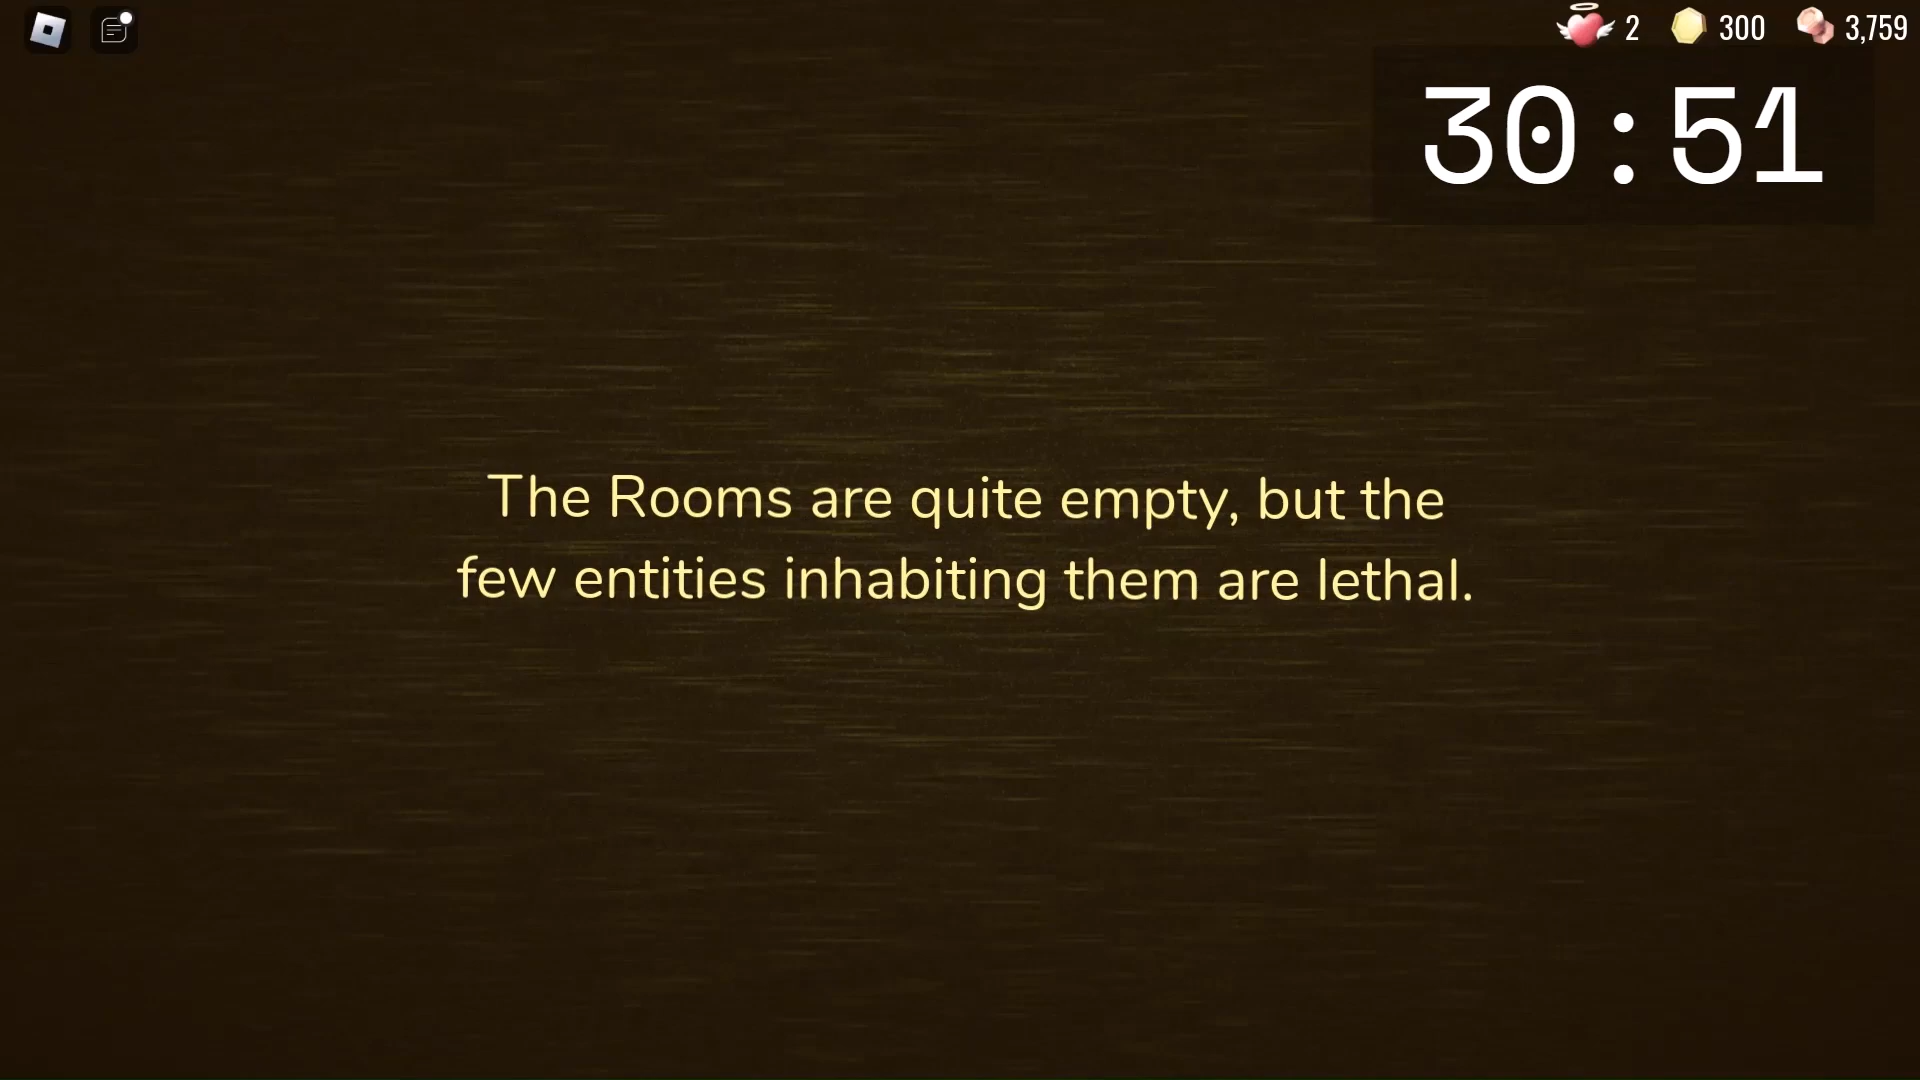 2 300 3,759
30:51
The Rooms are quite empty, but the
few entities inhabiting them are lethal.